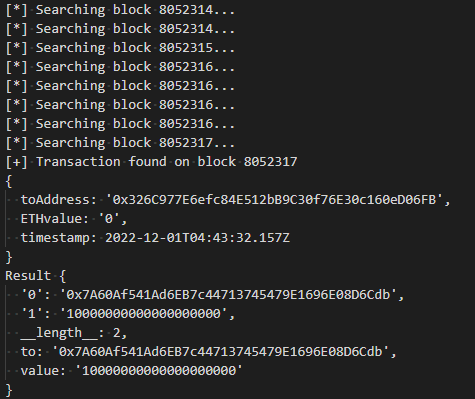 [*] Searching block 8052314...
[*] Searching block 8052314...
[*] Searching block 8052315...
[*] Searching block 8052316...
[*] Searching block 8052316...
[*] Searching block 8052316...
[*] Searching block 8052316...
[*] Searching block 8052317...
[+] Transaction found on block 8052317
{
  toAddress: '0x326C977E6efc84E512bB9C30f76E30c160eD06FB',
  ETHvalue: '0',
  timestamp: 2022-12-01T04:43:32.157Z
}
Result {
  '0': '0x7A60Af541Ad6EB7c44713745479E1696E08D6Cdb',
  '1': '10000000000000000000',
  __length__: 2,
  to: '0x7A60Af541Ad6EB7c44713745479E1696E08D6Cdb',
  value: '10000000000000000000'
}